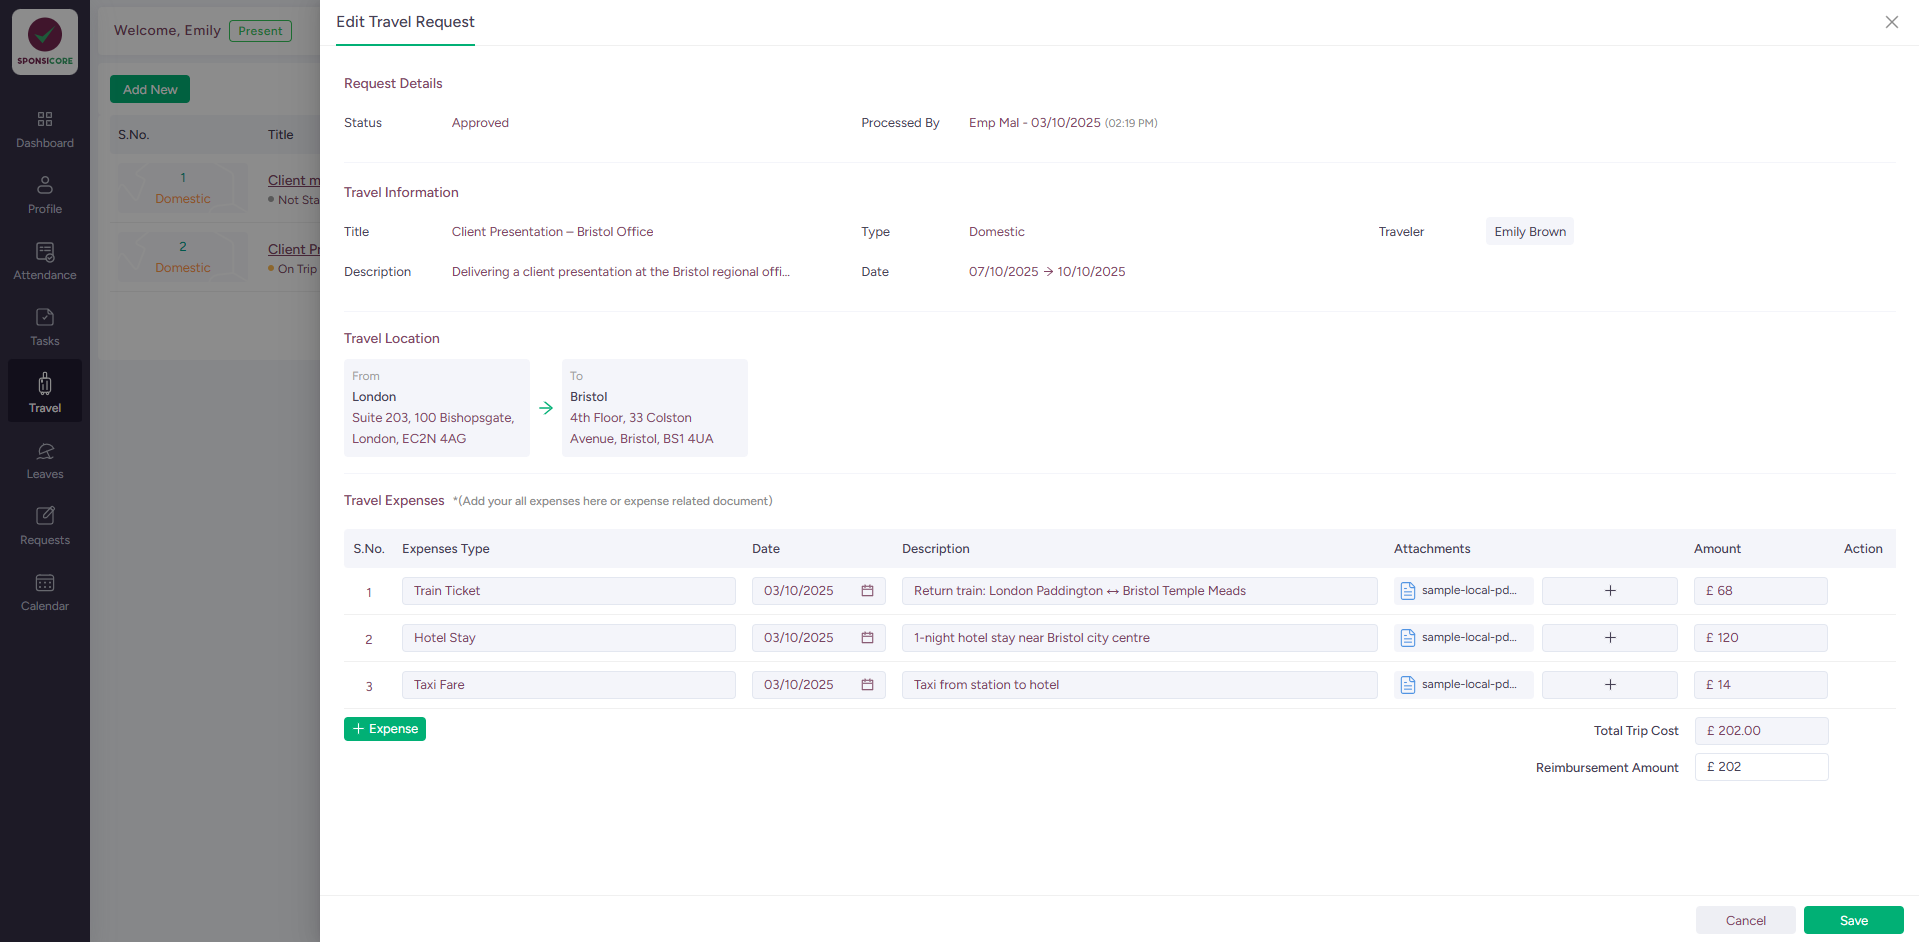 SPONSICORE
Dashboard
Profile
Attendance
Tasks
Travel
Leaves
Requests
Calendar
Welcome, Emily Present
Add New
S.No. Title
1
Domestic
Client m
Not Sta
2
Domestic
Client Pr
On Trip
Edit Travel Request
Request Details
Status Approved Processed By Emp Mal - 03/10/2025 (02:19 PM)
Travel Information
Title Client Presentation – Bristol Office Type Domestic Traveler Emily Brown
Description Delivering a client presentation at the Bristol regional offi... Date 07/10/2025 → 10/10/2025
Travel Location
From
London
Suite 203, 100 Bishopsgate,
London, EC2N 4AG
→
To
Bristol
4th Floor, 33 Colston
Avenue, Bristol, BS1 4UA
Travel Expenses *(Add your all expenses here or expense related document)
S.No. Expenses Type Date Description Attachments Amount Action
1 Train Ticket 03/10/2025 Return train: London Paddington ↔ Bristol Temple Meads sample-local-pd... + £ 68
2 Hotel Stay 03/10/2025 1-night hotel stay near Bristol city centre sample-local-pd... + £ 120
3 Taxi Fare 03/10/2025 Taxi from station to hotel sample-local-pd... + £ 14
+ Expense
Total Trip Cost £ 202.00
Reimbursement Amount £ 202
Cancel Save